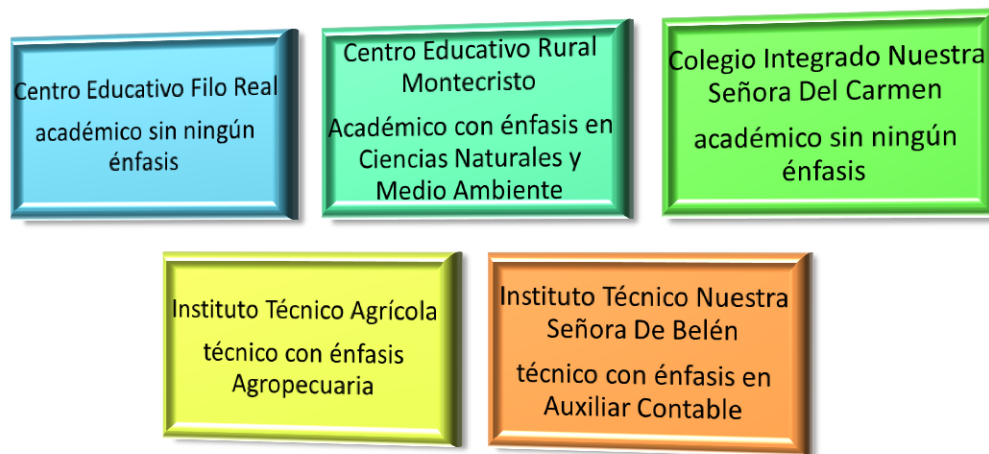 Centro Educativo Filo Real
académico sin ningún
énfasis
Centro Educativo Rural
Montecristo
Académico con énfasis en
Ciencias Naturales y
Medio Ambiente
Colegio Integrado Nuestra
Señora Del Carmen
académico sin ningún
énfasis
Instituto Técnico Agrícola
técnico con énfasis
Agropecuaria
Instituto Técnico Nuestra
Señora De Belén
técnico con énfasis en
Auxiliar Contable